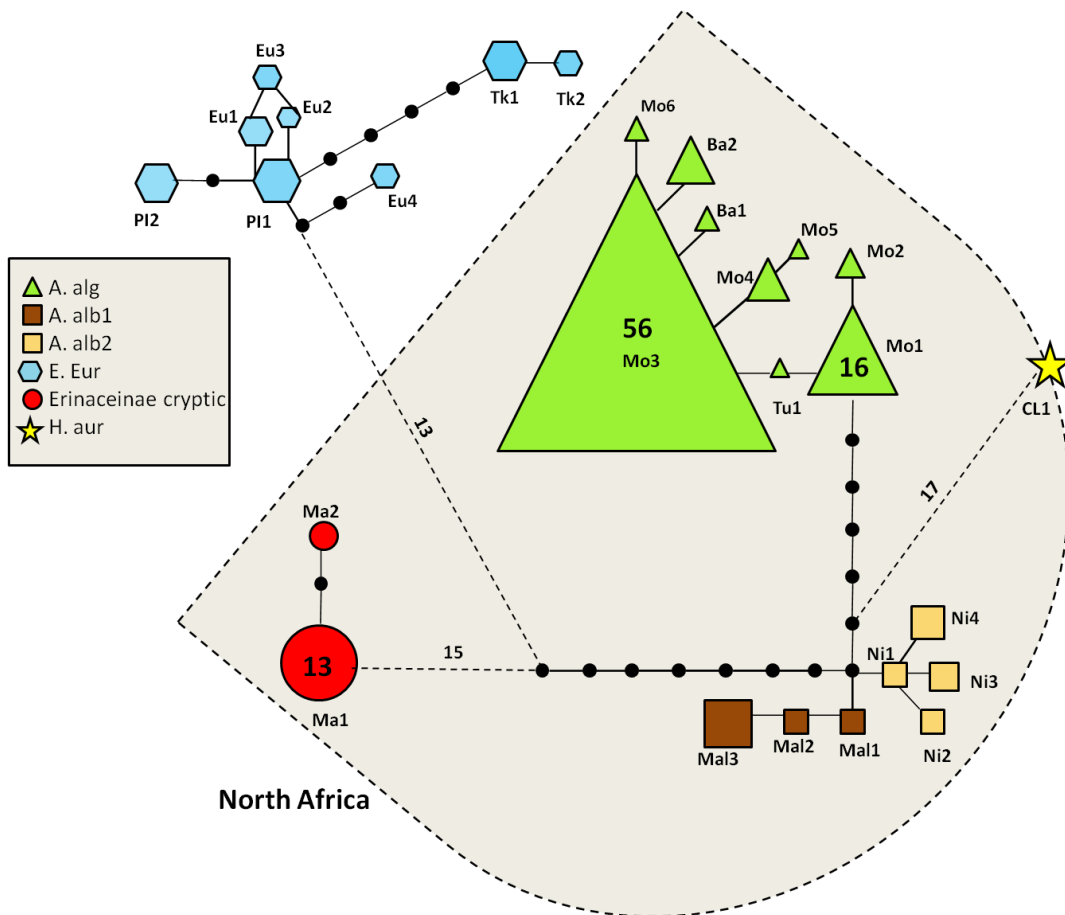 Eu3
Eu1
Eu2
Tk1
Tk2
PI2
PI1
Eu4
Mo6
Ba2
Ba1
Mo5
Mo4
Mo2
56
Mo3
16
Mo1
Tu1
CL1
A. alg
A. alb1
A. alb2
E. Eur
Erinaceinae cryptic
H. aur
13
17
Ma2
13
Ma1
15
Ni4
Ni1
Ni3
Ni2
Mal3
Mal2
Mal1
North Africa